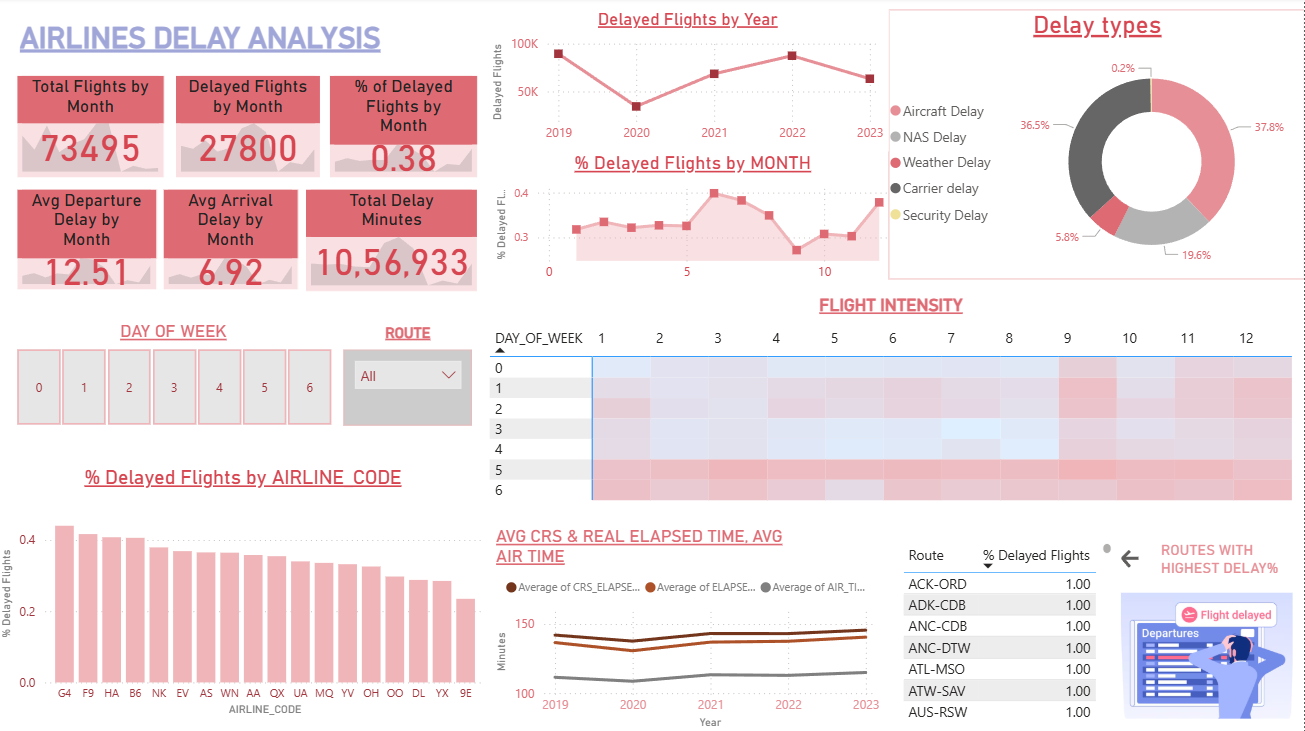 AIRLINES DELAY ANALYSIS
Total Flights by
Month
73495
Delayed Flights
by Month
27800
% of Delayed
Flights by
Month
0.38
Avg Departure
Delay by
Month
12.51
Avg Arrival
Delay by
Month
6.92
Total Delay
Minutes
10,56,933
Delayed Flights by Year
Delayed Flights
100K
50K
2019 2020 2021 2022 2023
% Delayed Flights by MONTH
% Delayed Fl...
0.4
0.3
0 5 10
Delay types
Aircraft Delay
NAS Delay
Weather Delay
Carrier delay
Security Delay
0.2%
36.5%
37.8%
5.8%
19.6%
DAY OF WEEK
0 1 2 3 4 5 6
ROUTE
All
FLIGHT INTENSITY
DAY_OF_WEEK 1 2 3 4 5 6 7 8 9 10 11 12
0
1
2
3
4
5
6
% Delayed Flights by AIRLINE_CODE
% Delayed Flights
0.4
0.2
0.0
G4 F9 HA B6 NK EV AS WN AA QX UA MQ YV OH OO DL YX 9E
AIRLINE_CODE
AVG CRS & REAL ELAPSED TIME, AVG
AIR TIME
Average of CRS_ELAPSE... Average of ELAPSE... Average of AIR_TI...
Minutes
150
100
2019 2020 2021 2022 2023
Year
Route % Delayed Flights
ACK-ORD 1.00
ADK-CDB 1.00
ANC-CDB 1.00
ANC-DTW 1.00
ATL-MSO 1.00
ATW-SAV 1.00
AUS-RSW 1.00
ROUTES WITH
HIGHEST DELAY%
Flight delayed
Departures